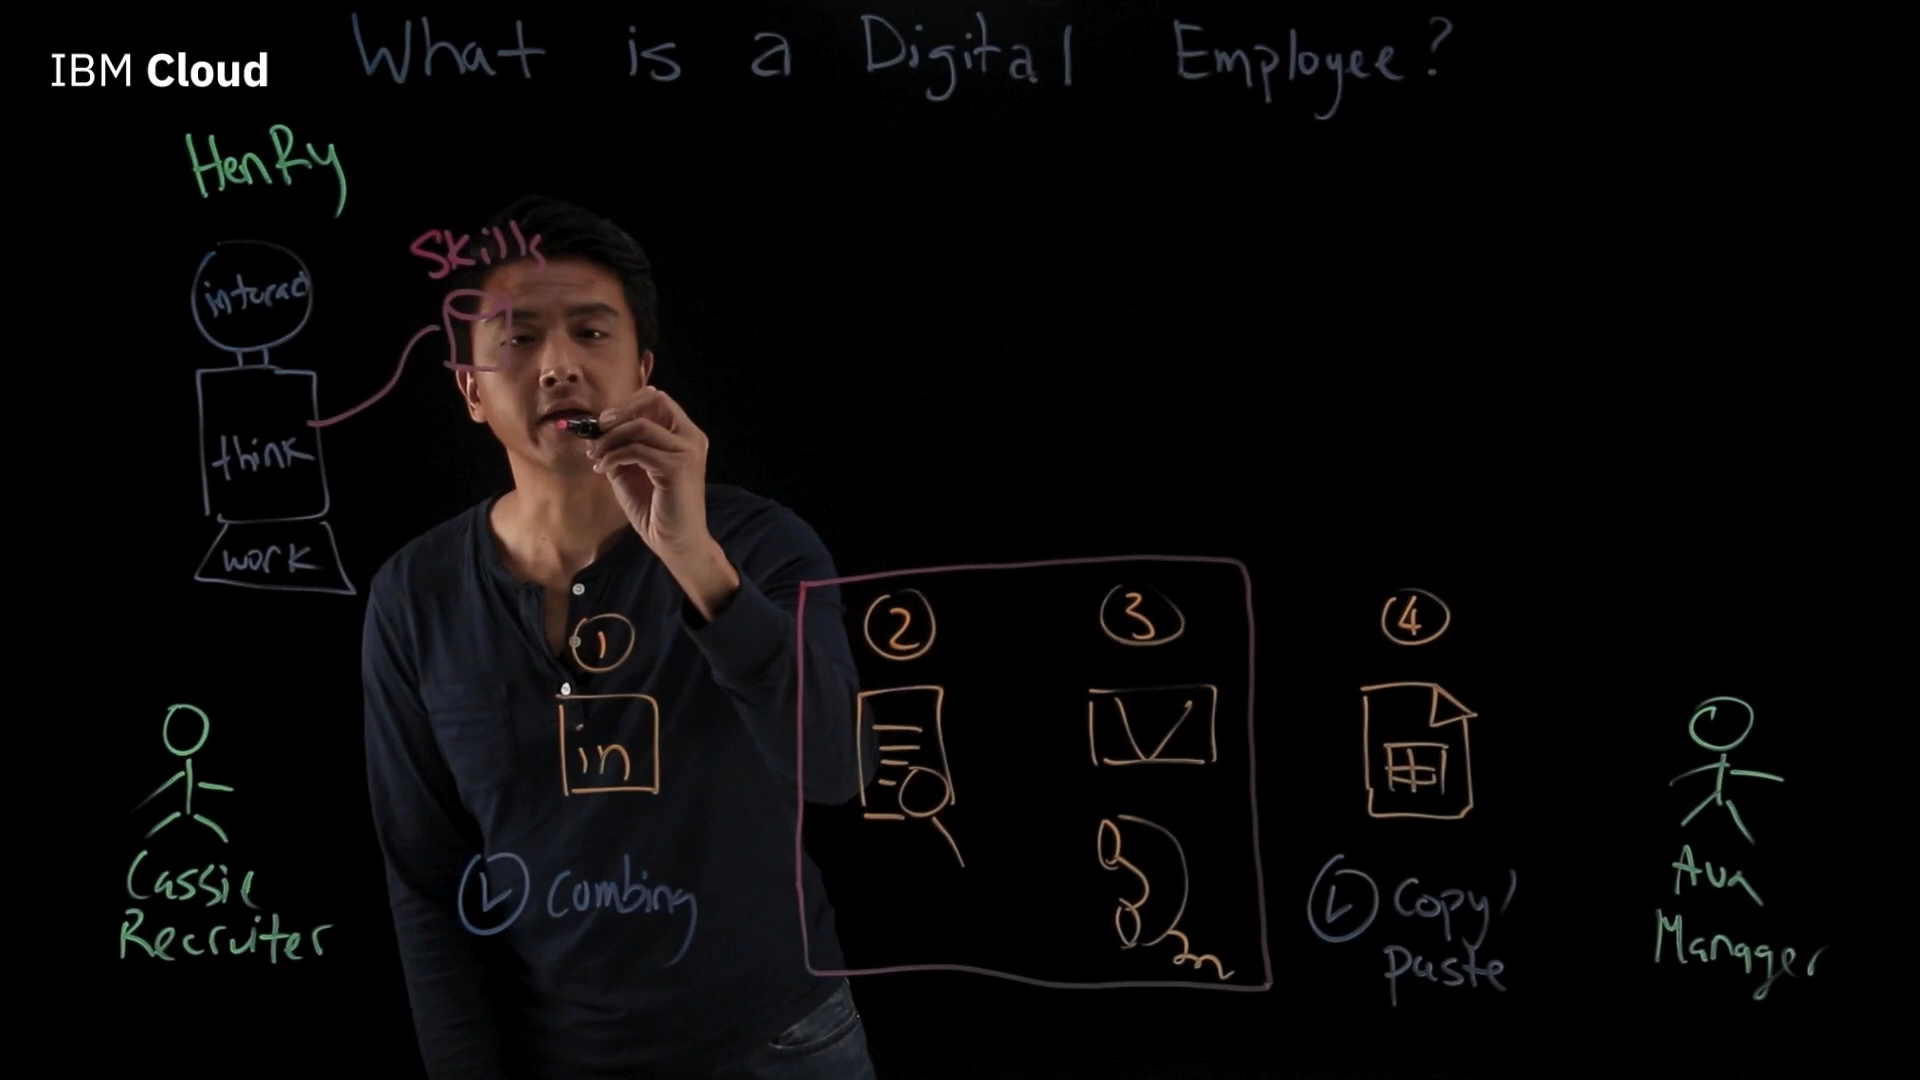 IBM Cloud
What is a Digital Employee?
HenRy
Skills
interact
think
work
1
2
3
4
in
Cassie
Recruiter
Combing
Copy/
paste
Ava
Manager